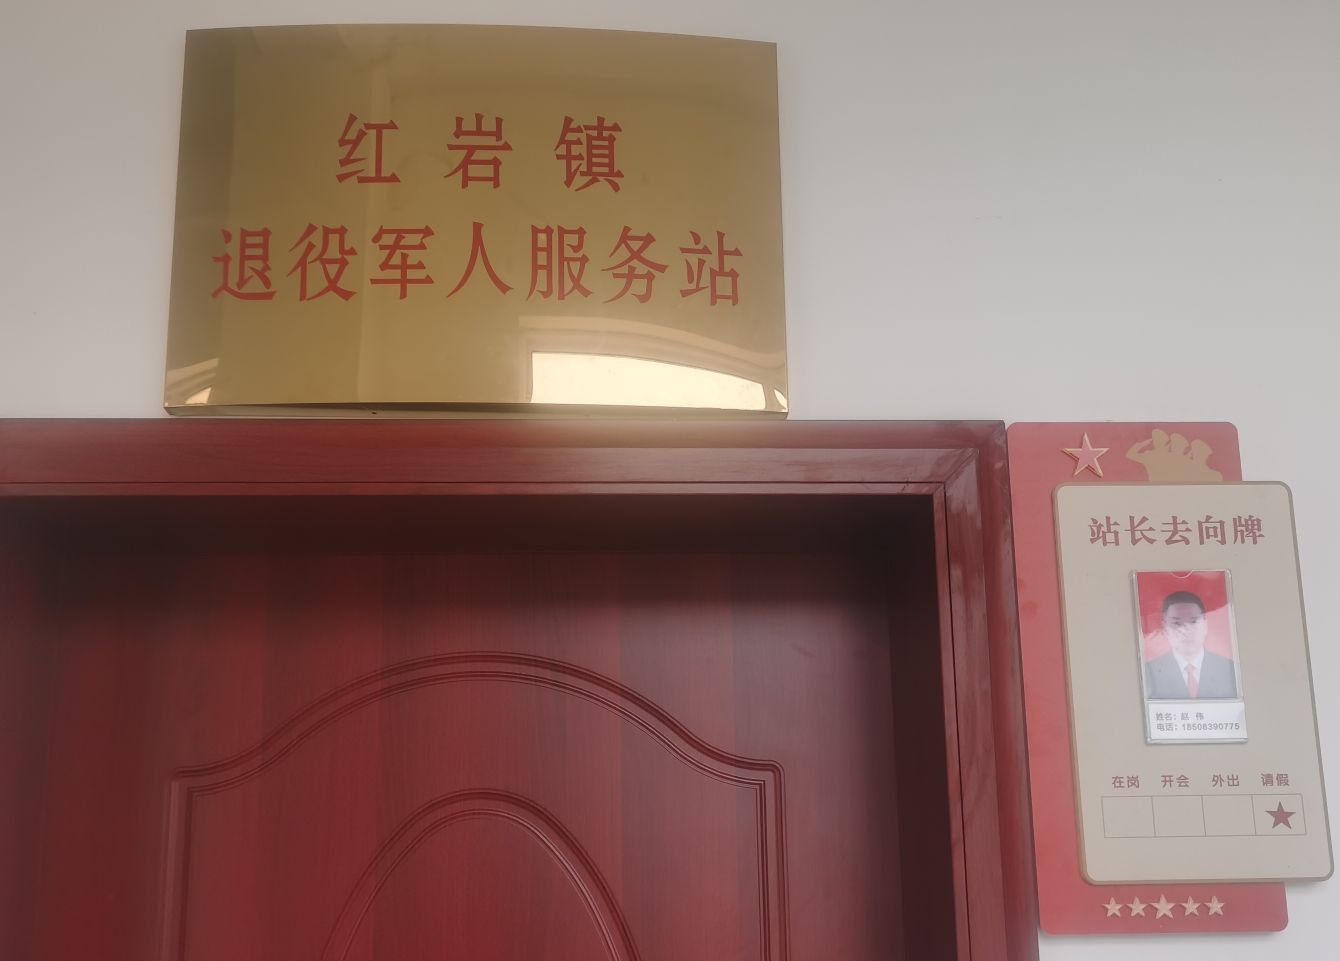 红岩镇
退役军人服务站
站长去向牌
姓名：赵 伟
电话：18508390775
在岗 开会 外出 请假